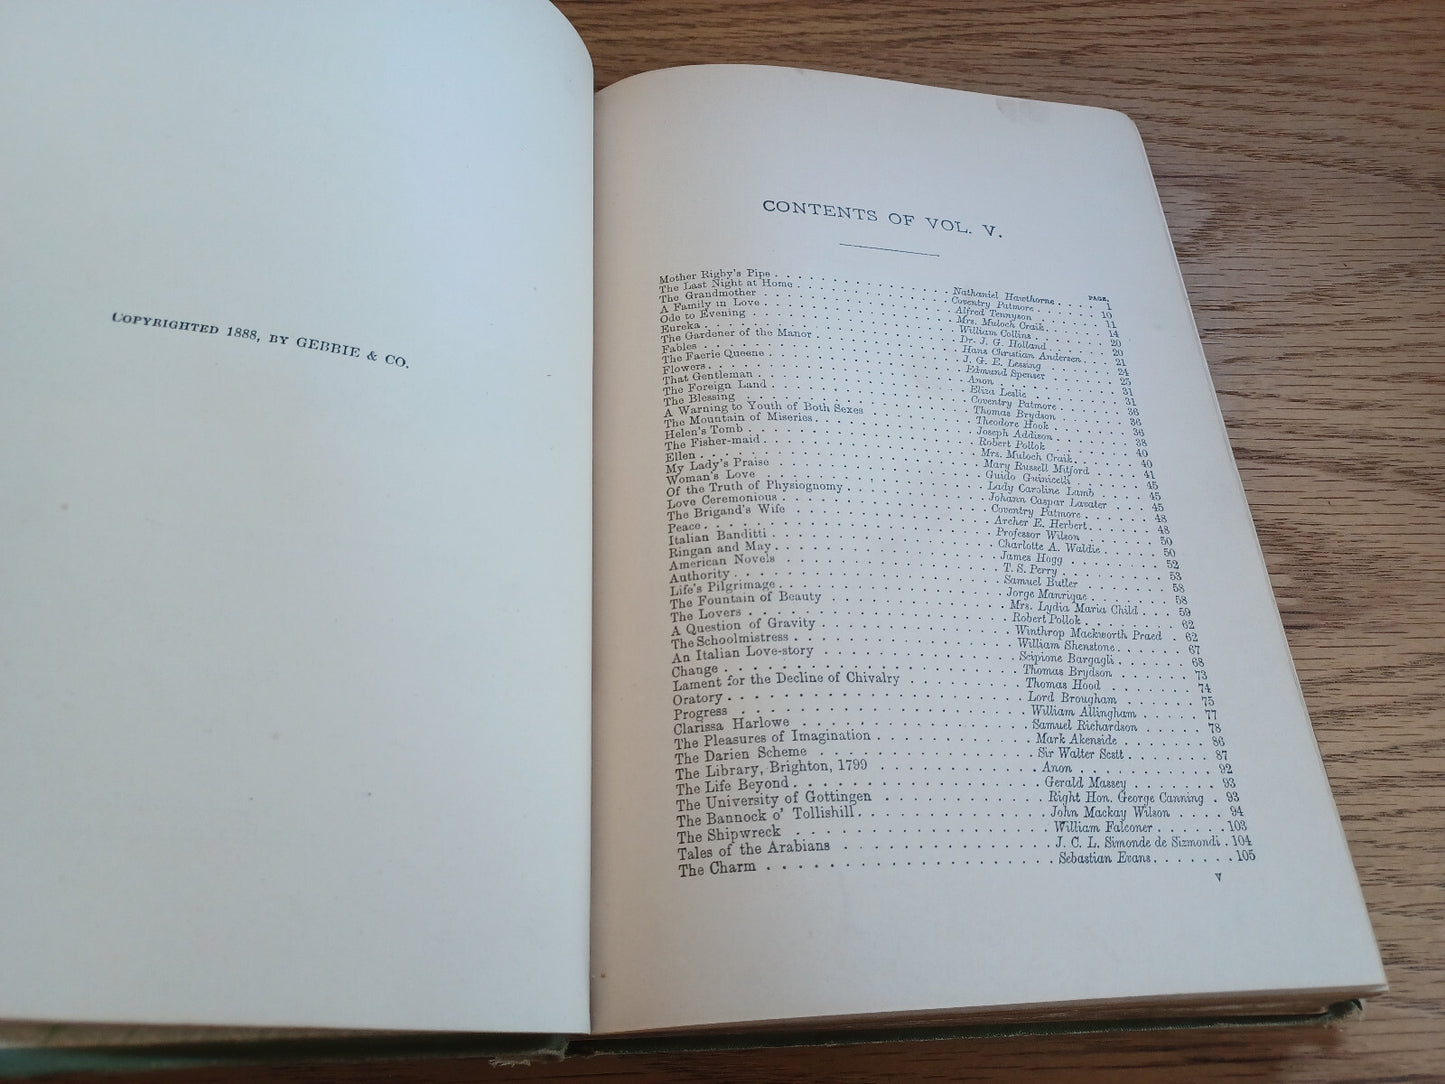 COPYRIGHTED 1888, BY GEBBIE & CO.
CONTENTS OF VOL. V.
PAGE.
Mother Rigby's Pipe . . . . Nathaniel Hawthorne . . . . 1
The Last Night at Home . . . . Coventry Patmore . . . . 10
The Grandmother . . . . Alfred Tennyson . . . . 11
A Family in Love . . . . Mrs. Muloch Craik . . . . 14
Ode to Evening . . . . William Collins . . . . 20
Eureka . . . . Dr. J. G. Holland . . . . 20
The Gardener of the Manor . . . . Hans Christian Andersen . . . . 21
Fables . . . . J. G. E. Lessing . . . . 24
The Faerie Queene . . . . Edmund Spenser . . . . 25
Flowers . . . . Anon . . . . 31
That Gentleman . . . . Eliza Leslie . . . . 31
The Foreign Land . . . . Coventry Patmore . . . . 36
The Blessing . . . . Thomas Brydson . . . . 36
A Warning to Youth of Both Sexes . . . . Theodore Hook . . . . 36
The Mountain of Miseries . . . . Joseph Addison . . . . 38
Helen's Tomb . . . . Robert Pollok . . . . 40
The Fisher-maid . . . . Mrs. Muloch Craik . . . . 40
Ellen . . . . Mary Russell Mitford . . . . 41
My Lady's Praise . . . . Guido Guinicelli . . . . 45
Woman's Love . . . . Lady Caroline Lamb . . . . 45
Of the Truth of Physiognomy . . . . Johann Caspar Lavater . . . . 45
Love Ceremonious . . . . Coventry Patmore . . . . 48
The Brigand's Wife . . . . Archer E. Herbert . . . . 48
Peace . . . . Professor Wilson . . . . 50
Italian Banditti . . . . Charlotte A. Waldie . . . . 50
Ringan and May . . . . James Hogg . . . . 52
American Novels . . . . T. S. Perry . . . . 53
Authority . . . . Samuel Butler . . . . 58
Life's Pilgrimage . . . . Jorge Manrique . . . . 58
The Fountain of Beauty . . . . Mrs. Lydia Maria Child . . . . 59
The Lovers . . . . Robert Pollok . . . . 62
A Question of Gravity . . . . Winthrop Mackworth Praed . 62
The Schoolmistress . . . . William Shenstone . . . . 67
An Italian Love-story . . . . Scipione Bargagli . . . . 68
Change . . . . Thomas Brydson . . . . 73
Lament for the Decline of Chivalry . . . . Thomas Hood . . . . 74
Oratory . . . . Lord Brougham . . . . 75
Progress . . . . William Allingham . . . . 77
Clarissa Harlowe . . . . Samuel Richardson . . . . 78
The Pleasures of Imagination . . . . Mark Akenside . . . . 86
The Darien Scheme . . . . Sir Walter Scott . . . . 87
The Library, Brighton, 1799 . . . . Anon . . . . 92
The Life Beyond . . . . Gerald Massey . . . . 93
The University of Gottingen . . . . Right Hon. George Canning . 93
The Bannock o' Tollishill . . . . John Mackay Wilson . . . . 94
The Shipwreck . . . . William Falconer . . . . 103
Tales of the Arabians . . . . J. C. L. Simonde de Sizmondi . 104
The Charm . . . . Sebastian Evans . . . . 105
v